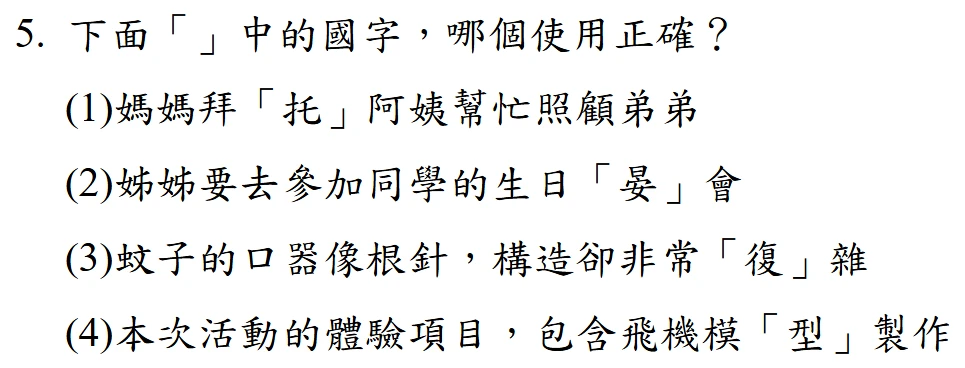 5. 下面「」中的國字，哪個使用正確？
(1)媽媽拜「托」阿姨幫忙照顧弟弟
(2)姊姊要去參加同學的生日「晏」會
(3)蚊子的口器像根針，構造卻非常「復」雜
(4)本次活動的體驗項目，包含飛機模「型」製作